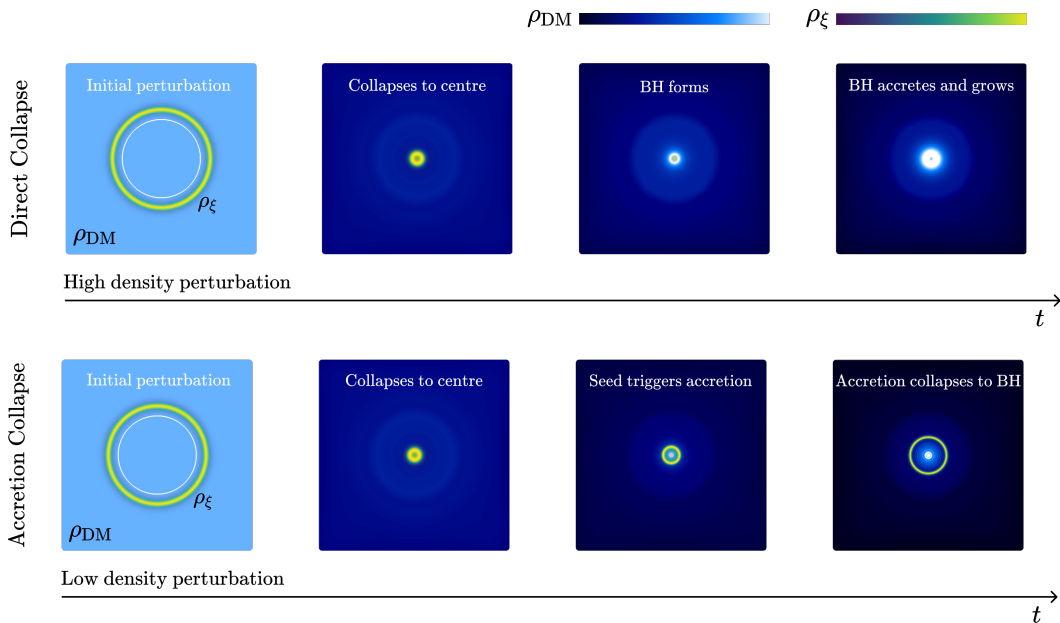 ρDM
ρξ
Direct Collapse
Initial perturbation
Collapses to centre
BH forms
BH accretes and grows
ρξ
ρDM
High density perturbation
t
Accretion Collapse
Initial perturbation
Collapses to centre
Seed triggers accretion
Accretion collapses to BH
ρξ
ρDM
Low density perturbation
t